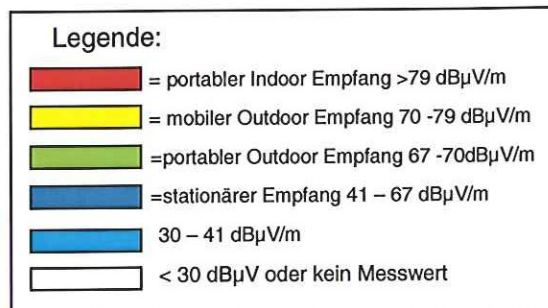 Legende:
= portabler Indoor Empfang >79 dBµV/m
= mobiler Outdoor Empfang 70 -79 dBµV/m
=portabler Outdoor Empfang 67 -70dBµV/m
=stationärer Empfang 41 – 67 dBµV/m
30 – 41 dBµV/m
< 30 dBµV oder kein Messwert